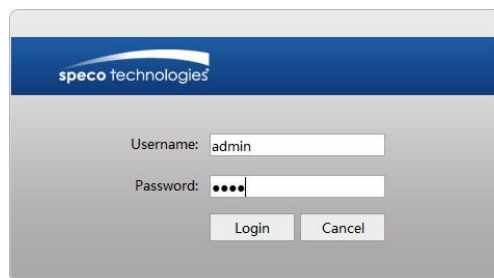 speco technologies
Username: admin
Password: ●●●●
Login Cancel